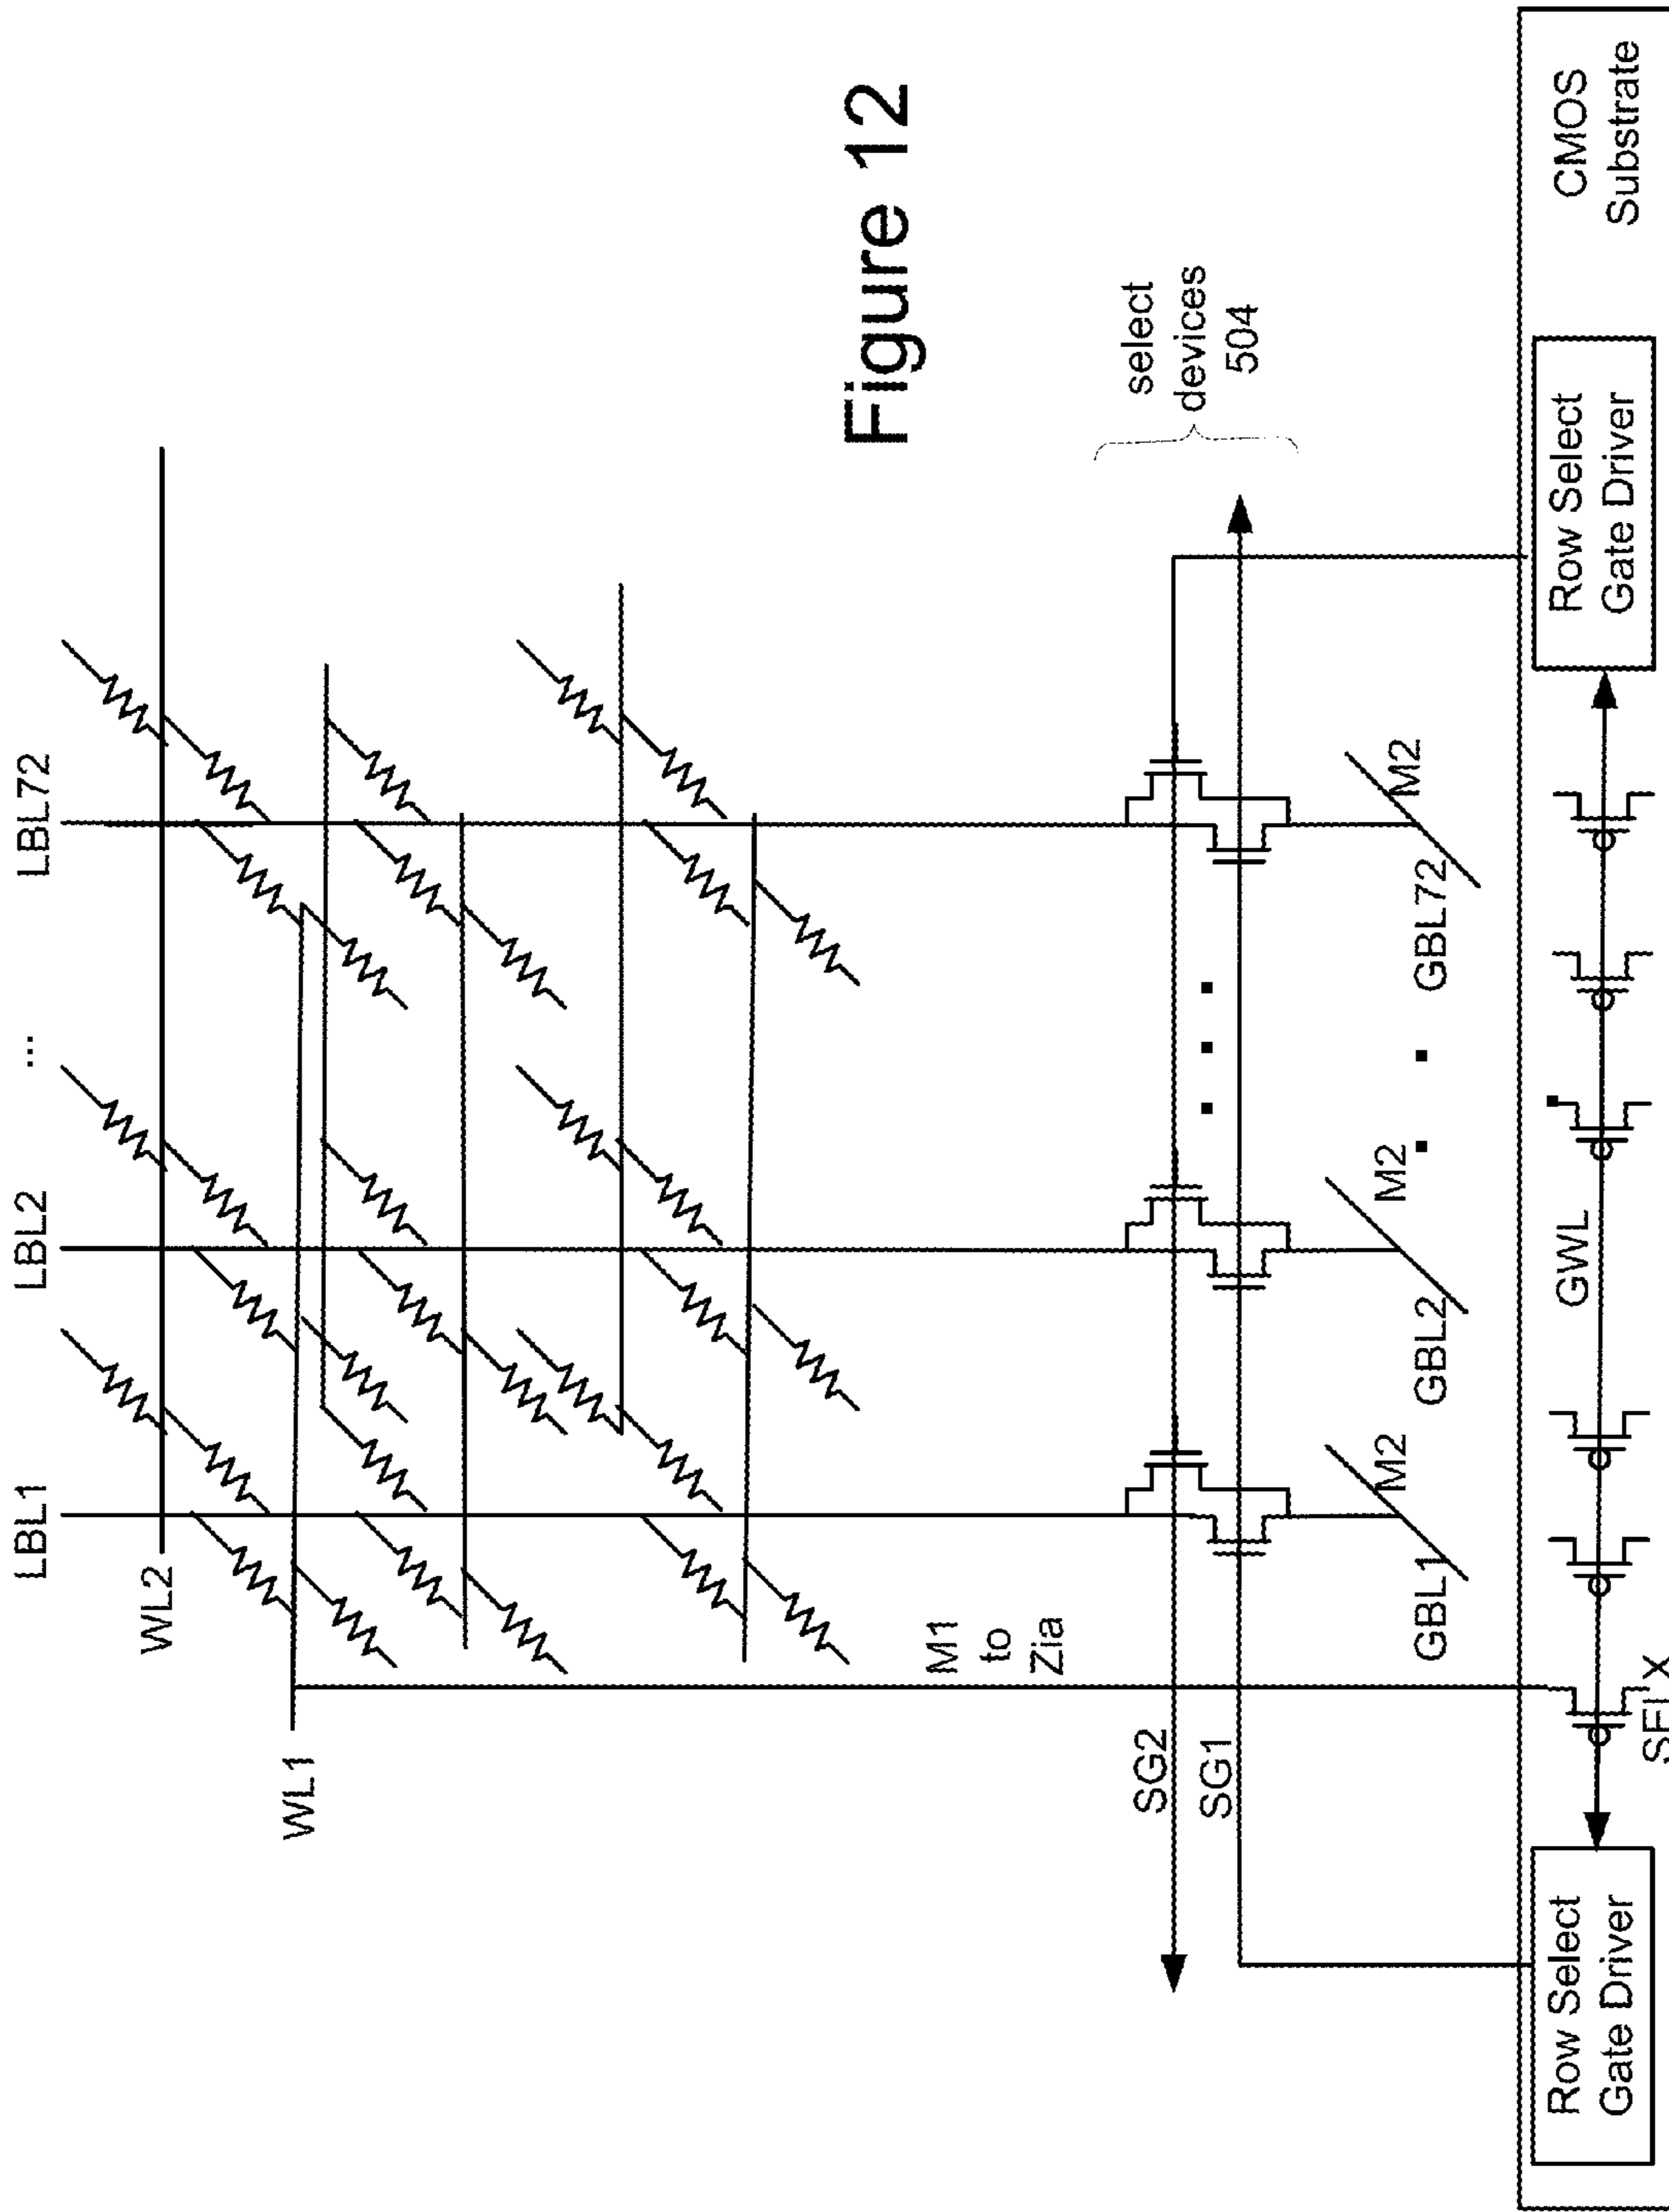 LBL1
LBL2
...
LBL72
WL2
WL1
Figure 12
M1
to
Zia
SG2
SG1
select
devices
504
M2
M2
M2
GBL1
GBL2
GBL72
GWL
CMOS
Substrate
Row Select
Gate Driver
SELX
Row Select
Gate Driver